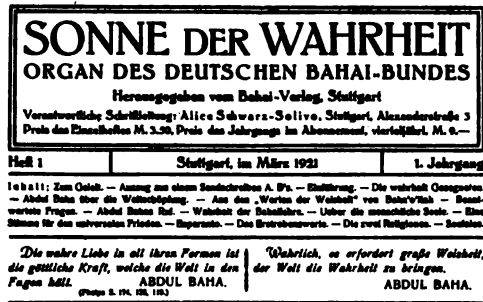 SONNE DER WAHRHEIT
ORGAN DES DEUTSCHEN BAHAI-BUNDES
Herausgegeben vom Bahai-Verlag, Stuttgart
Verantwortliche Schriftleitung: Alice Schwarz-Solivo, Stuttgart, Alexanderstraße 3
Preis des Einzelheftes M. 3.50, Preis des Jahrgangs im Abonnement, vierteljährl. M. 9.—
Heft 1 Stuttgart, im März 1921 1. Jahrgang
Inhalt: Zum Geleit. — Auszug aus einem Sendschreiben A. B's. — Einführung. — Die wahrhaft Gesegneten.
— Abdul Baha über die Weltschöpfung. — Aus den „Worten der Weisheit“ von Baha'u'llah — Beant-
wortete Fragen. — Abdul Bahas Ruf. — Wahrheit der Bahailehre. — Ueber die menschliche Seele. — Eine
Stimme für den universalen Frieden. — Esperanto. — Das Erstrebenswerte. — Die zwei Religionen. — Soziales.
Die wahre Liebe in all ihren Formen ist
die göttliche Kraft, welche die Welt in den
Fugen hält. ABDUL BAHA.
Wahrlich, es erfordert große Weisheit,
der Welt die Wahrheit zu bringen.
ABDUL BAHA.